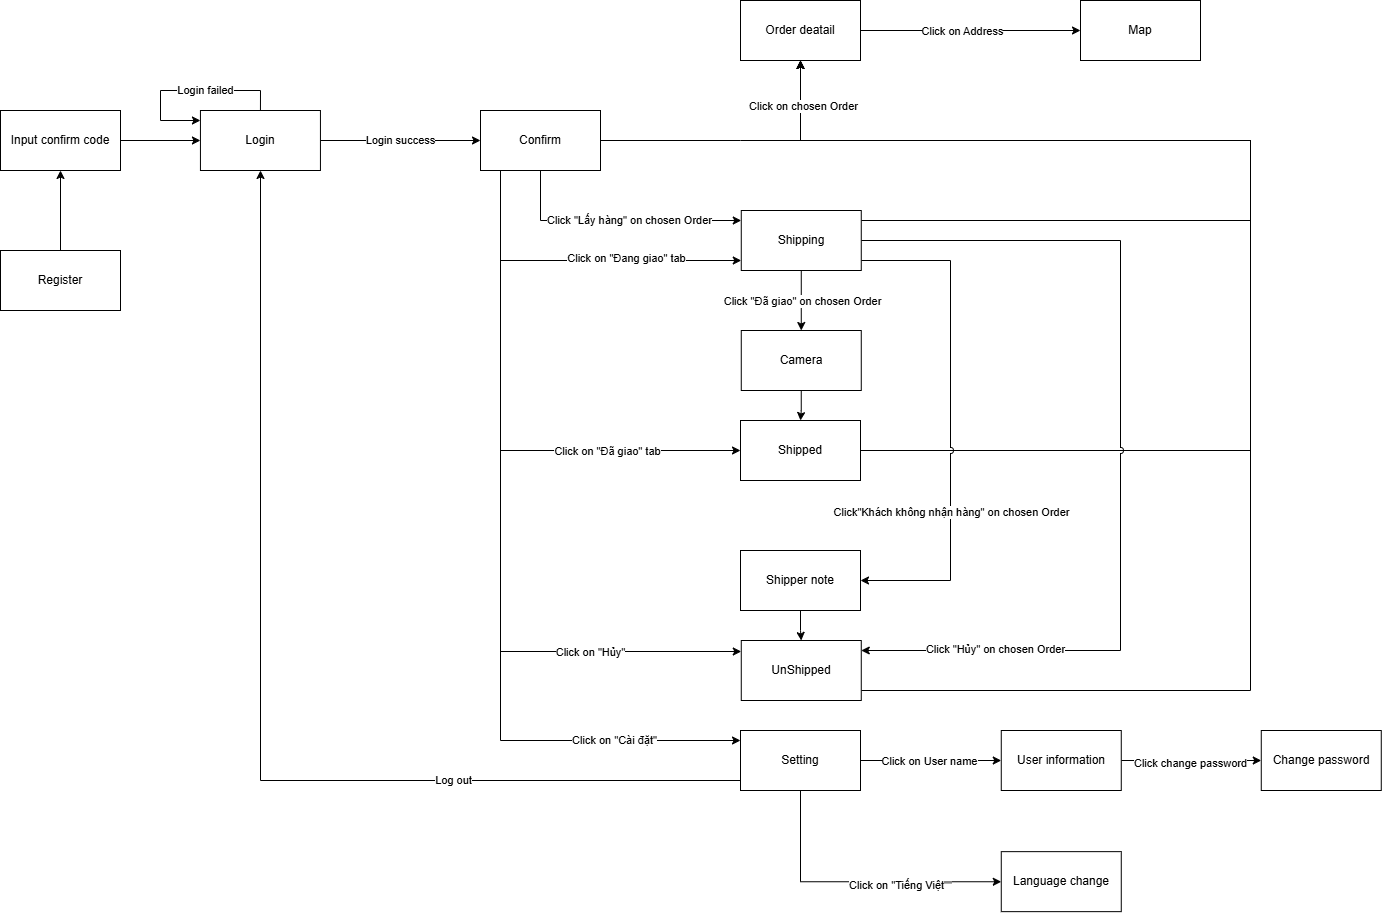 Order deatail
Click on Address
Map
Login failed
Click on chosen Order
Input confirm code
Login
Login success
Confirm
Click "Lấy hàng" on chosen Order
Shipping
Click on "Đang giao" tab
Register
Click "Đã giao" on chosen Order
Camera
Click on "Đã giao" tab
Shipped
Click"Khách không nhận hàng" on chosen Order
Shipper note
Click on "Hủy"
Click "Hủy" on chosen Order
UnShipped
Click on "Cài đặt"
Setting
Click on User name
User information
Click change password
Change password
Log out
Click on "Tiếng Việt"
Language change